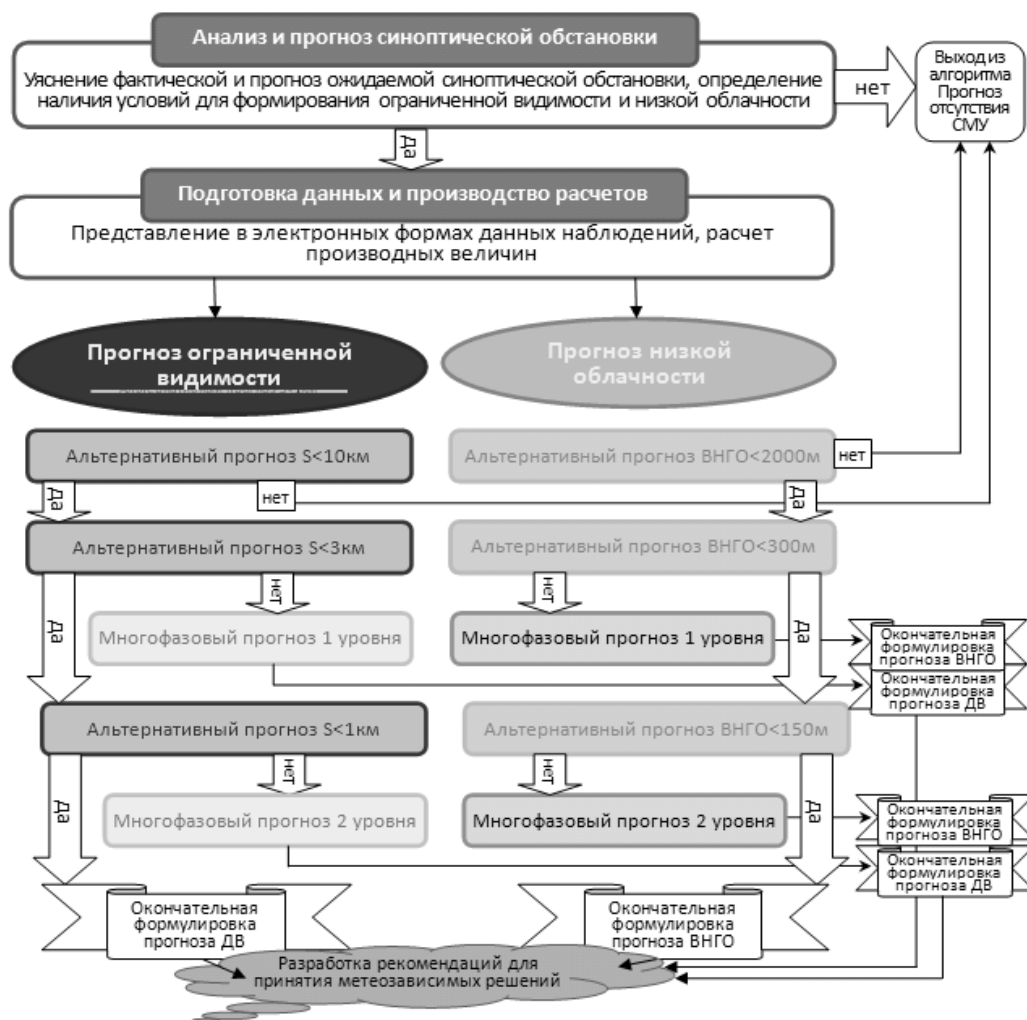 Анализ и прогноз синоптической обстановки
Уяснение фактической и прогноз ожидаемой синоптической обстановки, определение
наличия условий для формирования ограниченной видимости и низкой облачности
нет
Выход из
алгоритма
Прогноз
отсутствия
СМУ
Да
Подготовка данных и производство расчетов
Представление в электронных формах данных наблюдений, расчет
производных величин
Прогноз ограниченной
видимости
Прогноз низкой
облачности
Альтернативный прогноз S<10км
Альтернативный прогноз ВНГО<2000м
нет
Да
нет
Да
Альтернативный прогноз S<3км
Альтернативный прогноз ВНГО<300м
Да
нет
нет
Да
Многофазовый прогноз 1 уровня
Многофазовый прогноз 1 уровня
Окончательная
формулировка
прогноза ВНГО
Окончательная
формулировка
прогноза ДВ
Альтернативный прогноз S<1км
Альтернативный прогноз ВНГО<150м
Да
нет
нет
Да
Многофазовый прогноз 2 уровня
Многофазовый прогноз 2 уровня
Окончательная
формулировка
прогноза ВНГО
Окончательная
формулировка
прогноза ДВ
Окончательная
формулировка
прогноза ДВ
Окончательная
формулировка
прогноза ВНГО
Разработка рекомендаций для
принятия метеозависимых решений